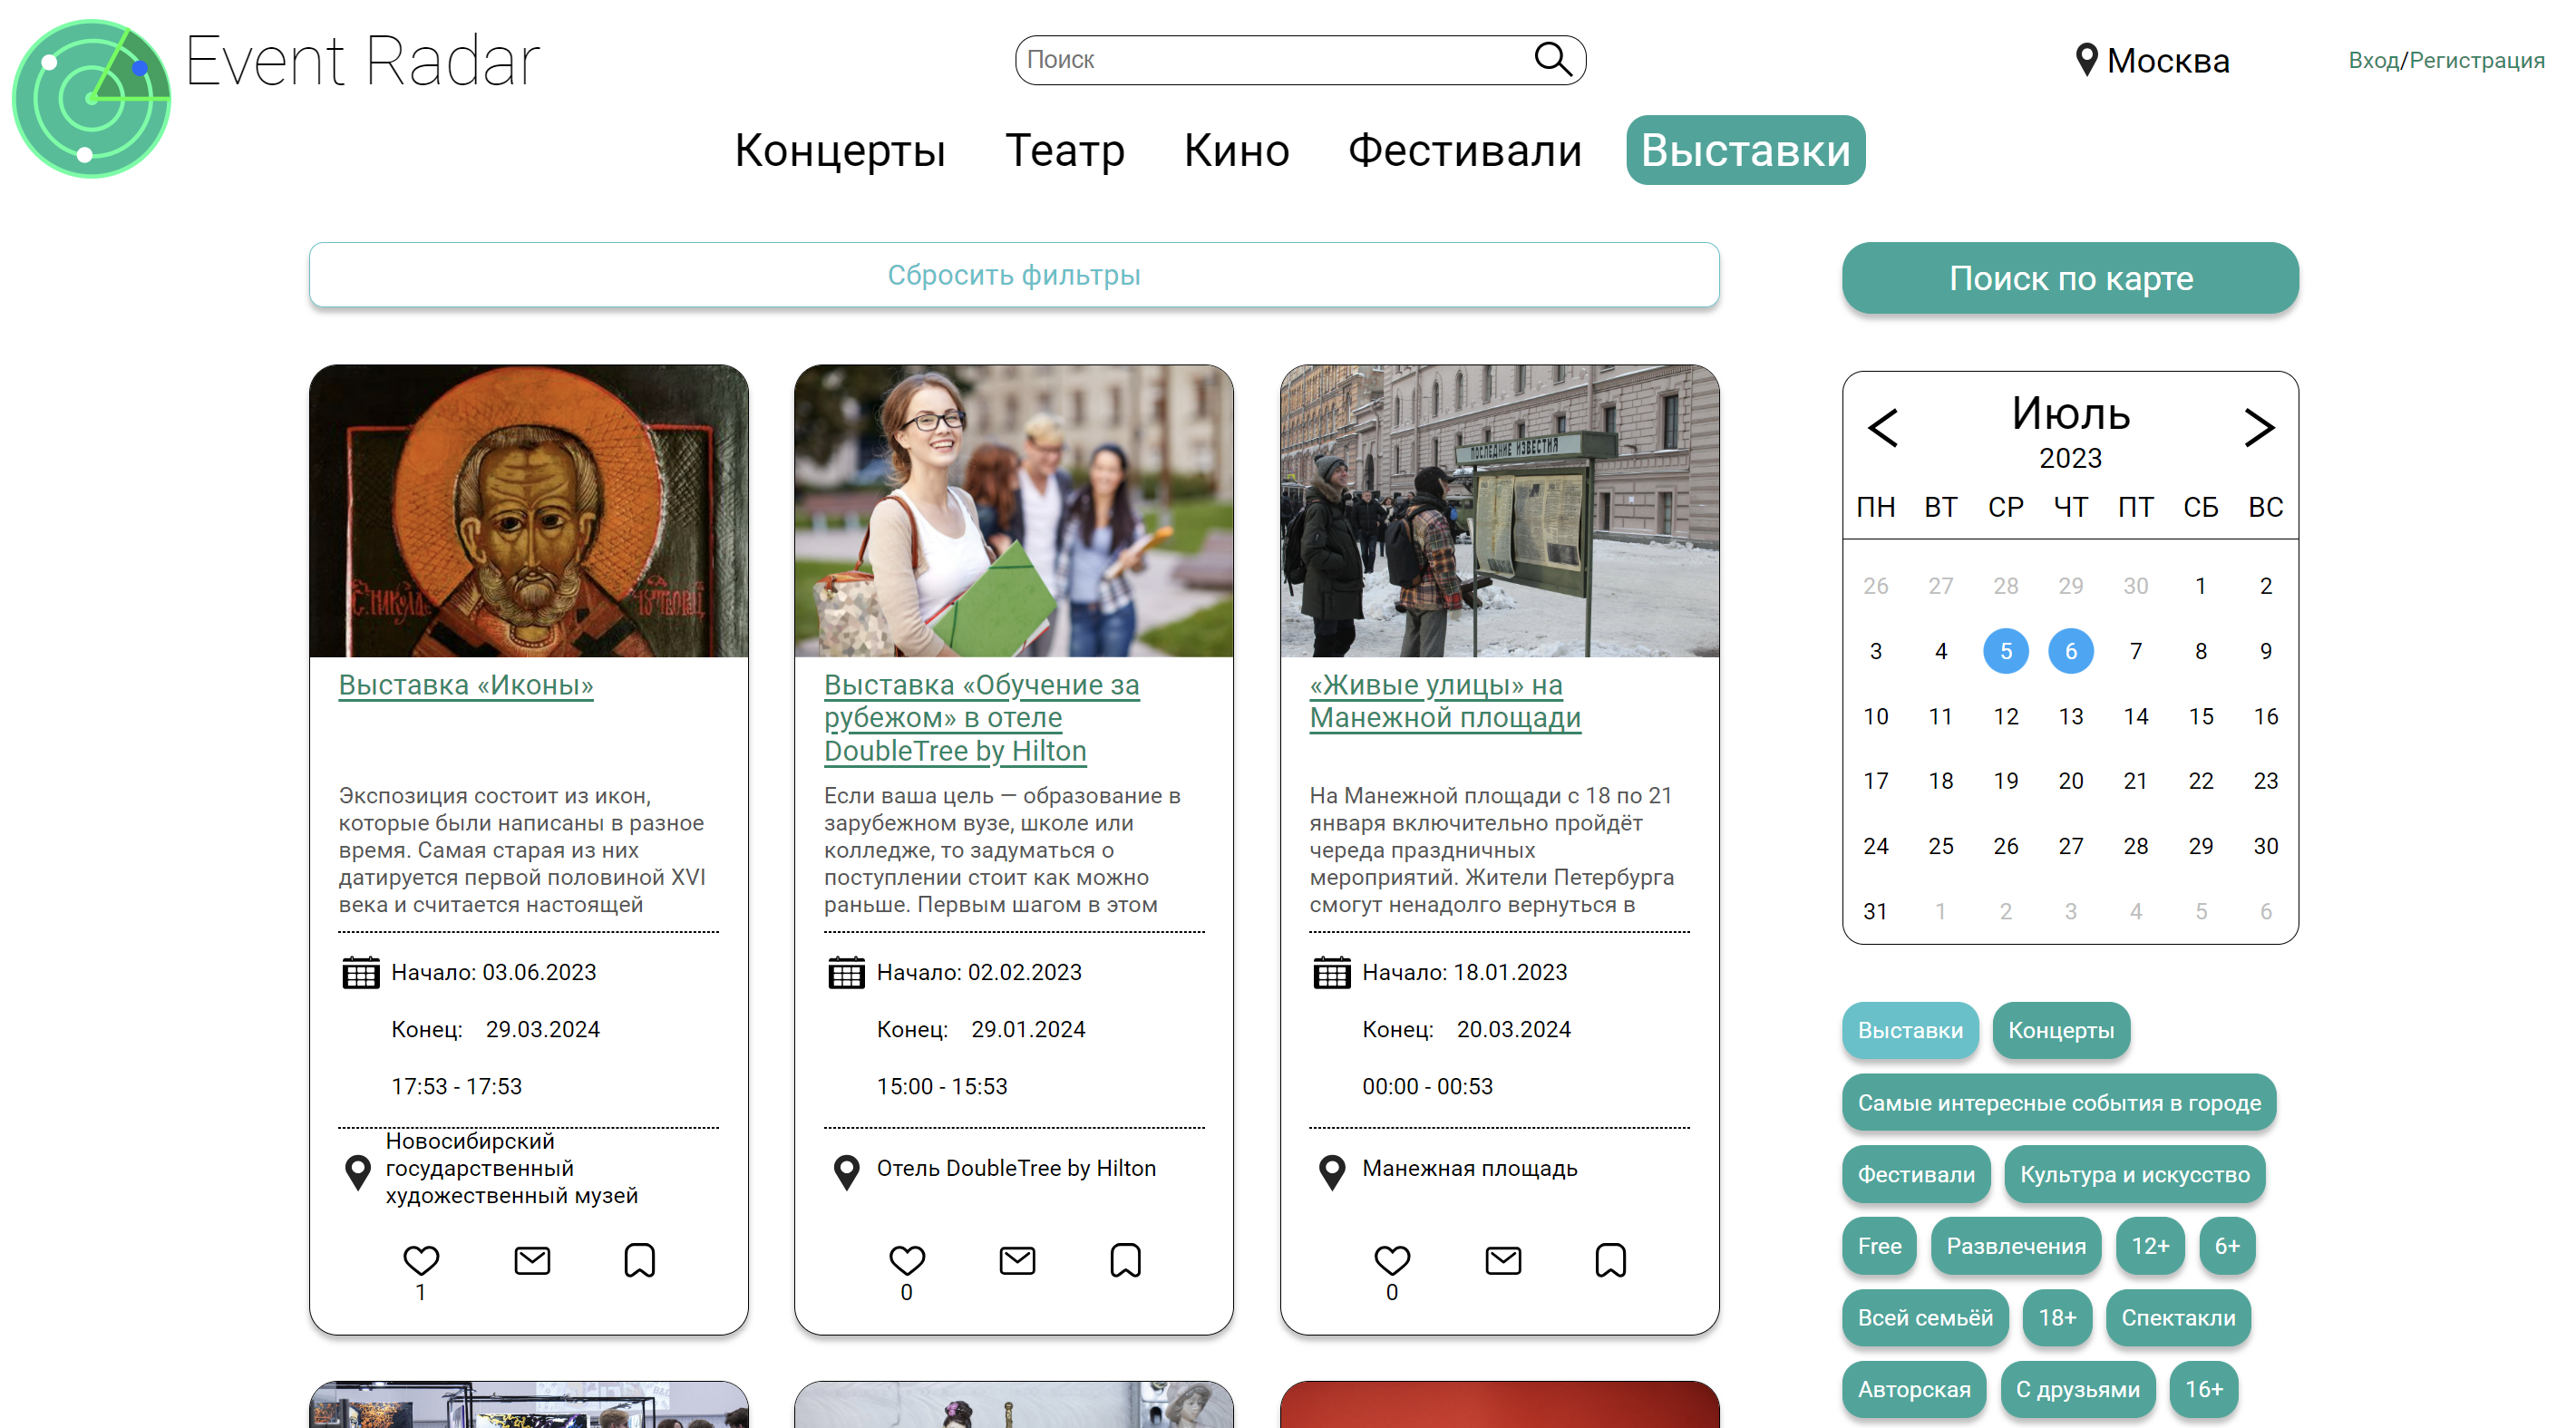 Event Radar
Поиск
Москва
Вход/Регистрация
Концерты
Театр
Кино
Фестивали
Выставки
Сбросить фильтры
Поиск по карте
ПОСЛЕДНИЕ ИЗВЕСТИЯ
Выставка «Иконы»
Экспозиция состоит из икон,
которые были написаны в разное
время. Самая старая из них
датируется первой половиной XVI
века и считается настоящей
Начало: 03.06.2023
Конец: 29.03.2024
17:53 - 17:53
Новосибирский
государственный
художественный музей
1
Выставка «Обучение за
рубежом» в отеле
DoubleTree by Hilton
Если ваша цель — образование в
зарубежном вузе, школе или
колледже, то задуматься о
поступлении стоит как можно
раньше. Первым шагом в этом
Начало: 02.02.2023
Конец: 29.01.2024
15:00 - 15:53
Отель DoubleTree by Hilton
0
«Живые улицы» на
Манежной площади
На Манежной площади с 18 по 21
января включительно пройдёт
череда праздничных
мероприятий. Жители Петербурга
смогут ненадолго вернуться в
Начало: 18.01.2023
Конец: 20.03.2024
00:00 - 00:53
Манежная площадь
0
Июль
2023
ПН ВТ СР ЧТ ПТ СБ ВС
26 27 28 29 30 1 2
3 4 5 6 7 8 9
10 11 12 13 14 15 16
17 18 19 20 21 22 23
24 25 26 27 28 29 30
31 1 2 3 4 5 6
Выставки Концерты
Самые интересные события в городе
Фестивали Культура и искусство
Free Развлечения 12+ 6+
Всей семьёй 18+ Спектакли
Авторская С друзьями 16+